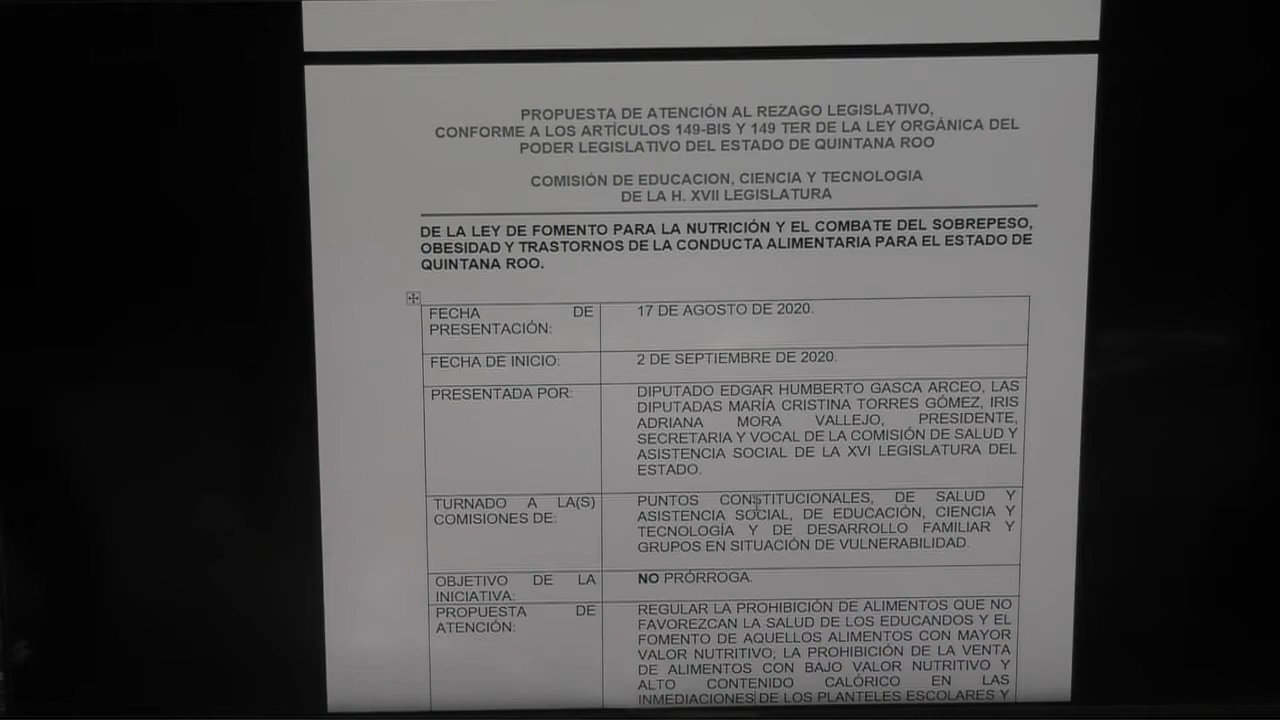 PROPUESTA DE ATENCIÓN AL REZAGO LEGISLATIVO,
CONFORME A LOS ARTÍCULOS 149-BIS Y 149 TER DE LA LEY ORGÁNICA DEL
PODER LEGISLATIVO DEL ESTADO DE QUINTANA ROO
COMISIÓN DE EDUCACION, CIENCIA Y TECNOLOGIA
DE LA H. XVII LEGISLATURA
DE LA LEY DE FOMENTO PARA LA NUTRICIÓN Y EL COMBATE DEL SOBREPESO,
OBESIDAD Y TRASTORNOS DE LA CONDUCTA ALIMENTARIA PARA EL ESTADO DE
QUINTANA ROO.
FECHA DE
PRESENTACIÓN:
17 DE AGOSTO DE 2020.
FECHA DE INICIO:
2 DE SEPTIEMBRE DE 2020.
PRESENTADA POR:
DIPUTADO EDGAR HUMBERTO GASCA ARCEO, LAS
DIPUTADAS MARÍA CRISTINA TORRES GÓMEZ, IRIS
ADRIANA MORA VALLEJO, PRESIDENTE,
SECRETARIA Y VOCAL DE LA COMISIÓN DE SALUD Y
ASISTENCIA SOCIAL DE LA XVI LEGISLATURA DEL
ESTADO.
TURNADO A LA(S)
COMISIONES DE:
PUNTOS CONSTITUCIONALES, DE SALUD Y
ASISTENCIA SOCIAL, DE EDUCACIÓN, CIENCIA Y
TECNOLOGÍA Y DE DESARROLLO FAMILIAR Y
GRUPOS EN SITUACIÓN DE VULNERABILIDAD.
OBJETIVO DE LA
INICIATIVA:
NO PRÓRROGA.
PROPUESTA DE
ATENCIÓN:
REGULAR LA PROHIBICIÓN DE ALIMENTOS QUE NO
FAVOREZCAN LA SALUD DE LOS EDUCANDOS Y EL
FOMENTO DE AQUELLOS ALIMENTOS CON MAYOR
VALOR NUTRITIVO; LA PROHIBICIÓN DE LA VENTA
DE ALIMENTOS CON BAJO VALOR NUTRITIVO Y
ALTO CONTENIDO CALÓRICO EN LAS
INMEDIACIONES DE LOS PLANTELES ESCOLARES Y